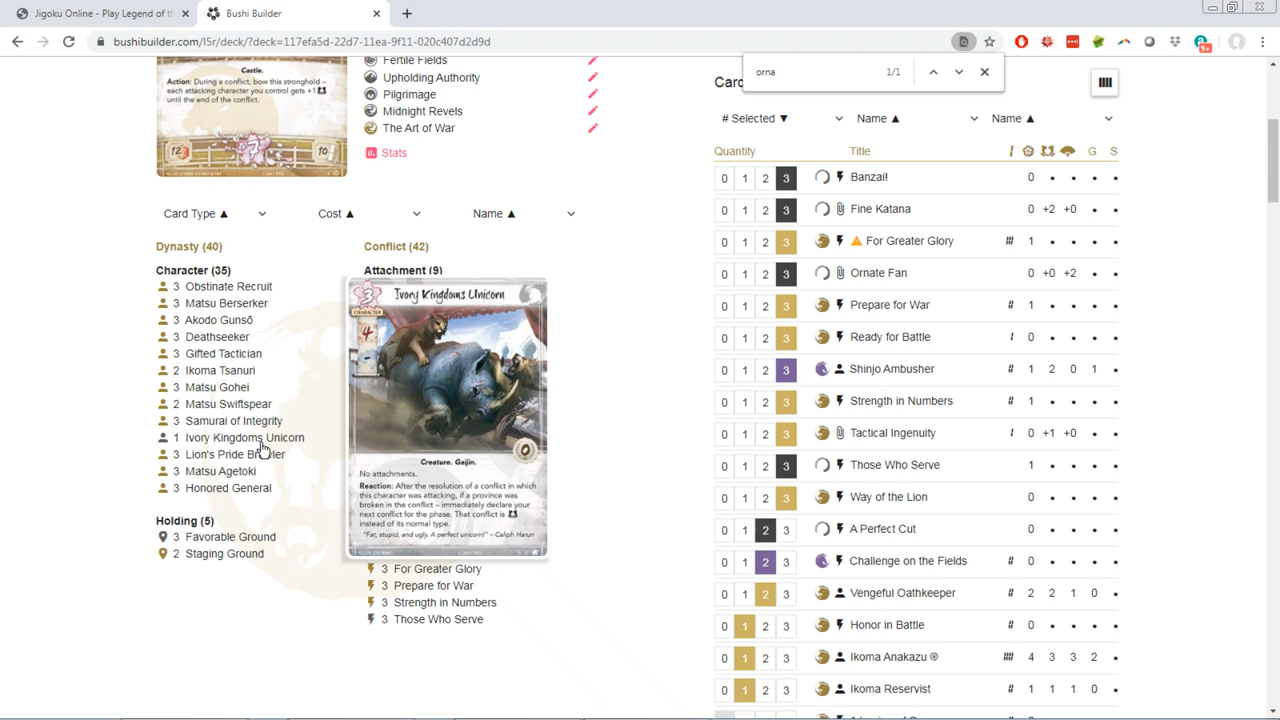 Jigoku Online - Play Legend of th
Bushi Builder
bushibuilder.com/l5r/deck/?deck=117efa5d-22d7-11ea-9f11-020c407d2d9d
9+
orna
1/1
Castle.
Action: During a conflict, bow this stronghold –
each attacking character you control gets +1
until the end of the conflict.
12
10
Fertile Fields
Upholding Authority
Pilgrimage
Midnight Revels
The Art of War
Stats
Card
# Selected ▼
Name ▲
Name ▲
Quantity
Title
G
S
Card Type ▲
Cost ▲
Name ▲
Dynasty (40)
Character (35)
3 Obstinate Recruit
3 Matsu Berserker
3 Akodo Gunsō
3 Deathseeker
3 Gifted Tactician
2 Ikoma Tsanuri
3 Matsu Gohei
2 Matsu Swiftspear
3 Samurai of Integrity
1 Ivory Kingdoms Unicorn
3 Lion's Pride Brawler
3 Matsu Agetoki
3 Honored General
Holding (5)
3 Favorable Ground
2 Staging Ground
Conflict (42)
Attachment (9)
3
Ivory Kingdoms Unicorn
CHARACTER
4
0
Creature. Gaijin.
No attachments.
Reaction: After the resolution of a conflict in which
this character was attacking, if a province was
broken in the conflict – immediately declare your
next conflict for the phase. That conflict is
instead of its normal type.
"Fat, stupid, and ugly. A perfect unicorn!" – Caliph Harun
3 For Greater Glory
3 Prepare for War
3 Strength in Numbers
3 Those Who Serve
0 1 2 3 Banzai! 0 • • • •
0 1 2 3 Fine Katana 0 +2 +0 • •
0 1 2 3 For Greater Glory 1 • • • •
0 1 2 3 Ornate Fan 0 +0 +2 • •
0 1 2 3 Prepare for War 1 • • • •
0 1 2 3 Ready for Battle 0 • • • •
0 1 2 3 Shinjo Ambusher 1 2 0 1 •
0 1 2 3 Strength in Numbers 1 • • • •
0 1 2 3 Tactical Ingenuity 0 +1 +0 • •
0 1 2 3 Those Who Serve 1 • • • •
0 1 2 3 Way of the Lion 0 • • • •
0 1 2 3 A Perfect Cut 0 • • • •
0 1 2 3 Challenge on the Fields 0 • • • •
0 1 2 3 Vengeful Oathkeeper 2 2 1 0 •
0 1 2 3 Honor in Battle 0 • • • •
0 1 2 3 Ikoma Anakazu 4 3 3 2 •
0 1 2 3 Ikoma Reservist 1 1 1 0 •